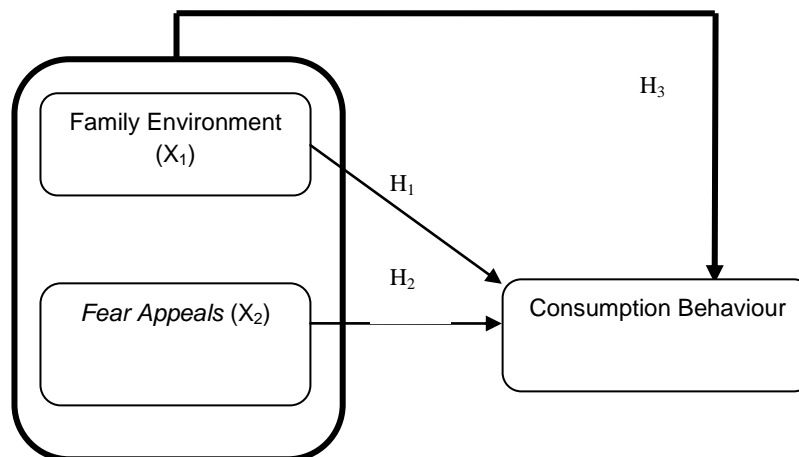 H₃
Family Environment
(X₁)
H₁
H₂
Fear Appeals (X₂)
Consumption Behaviour